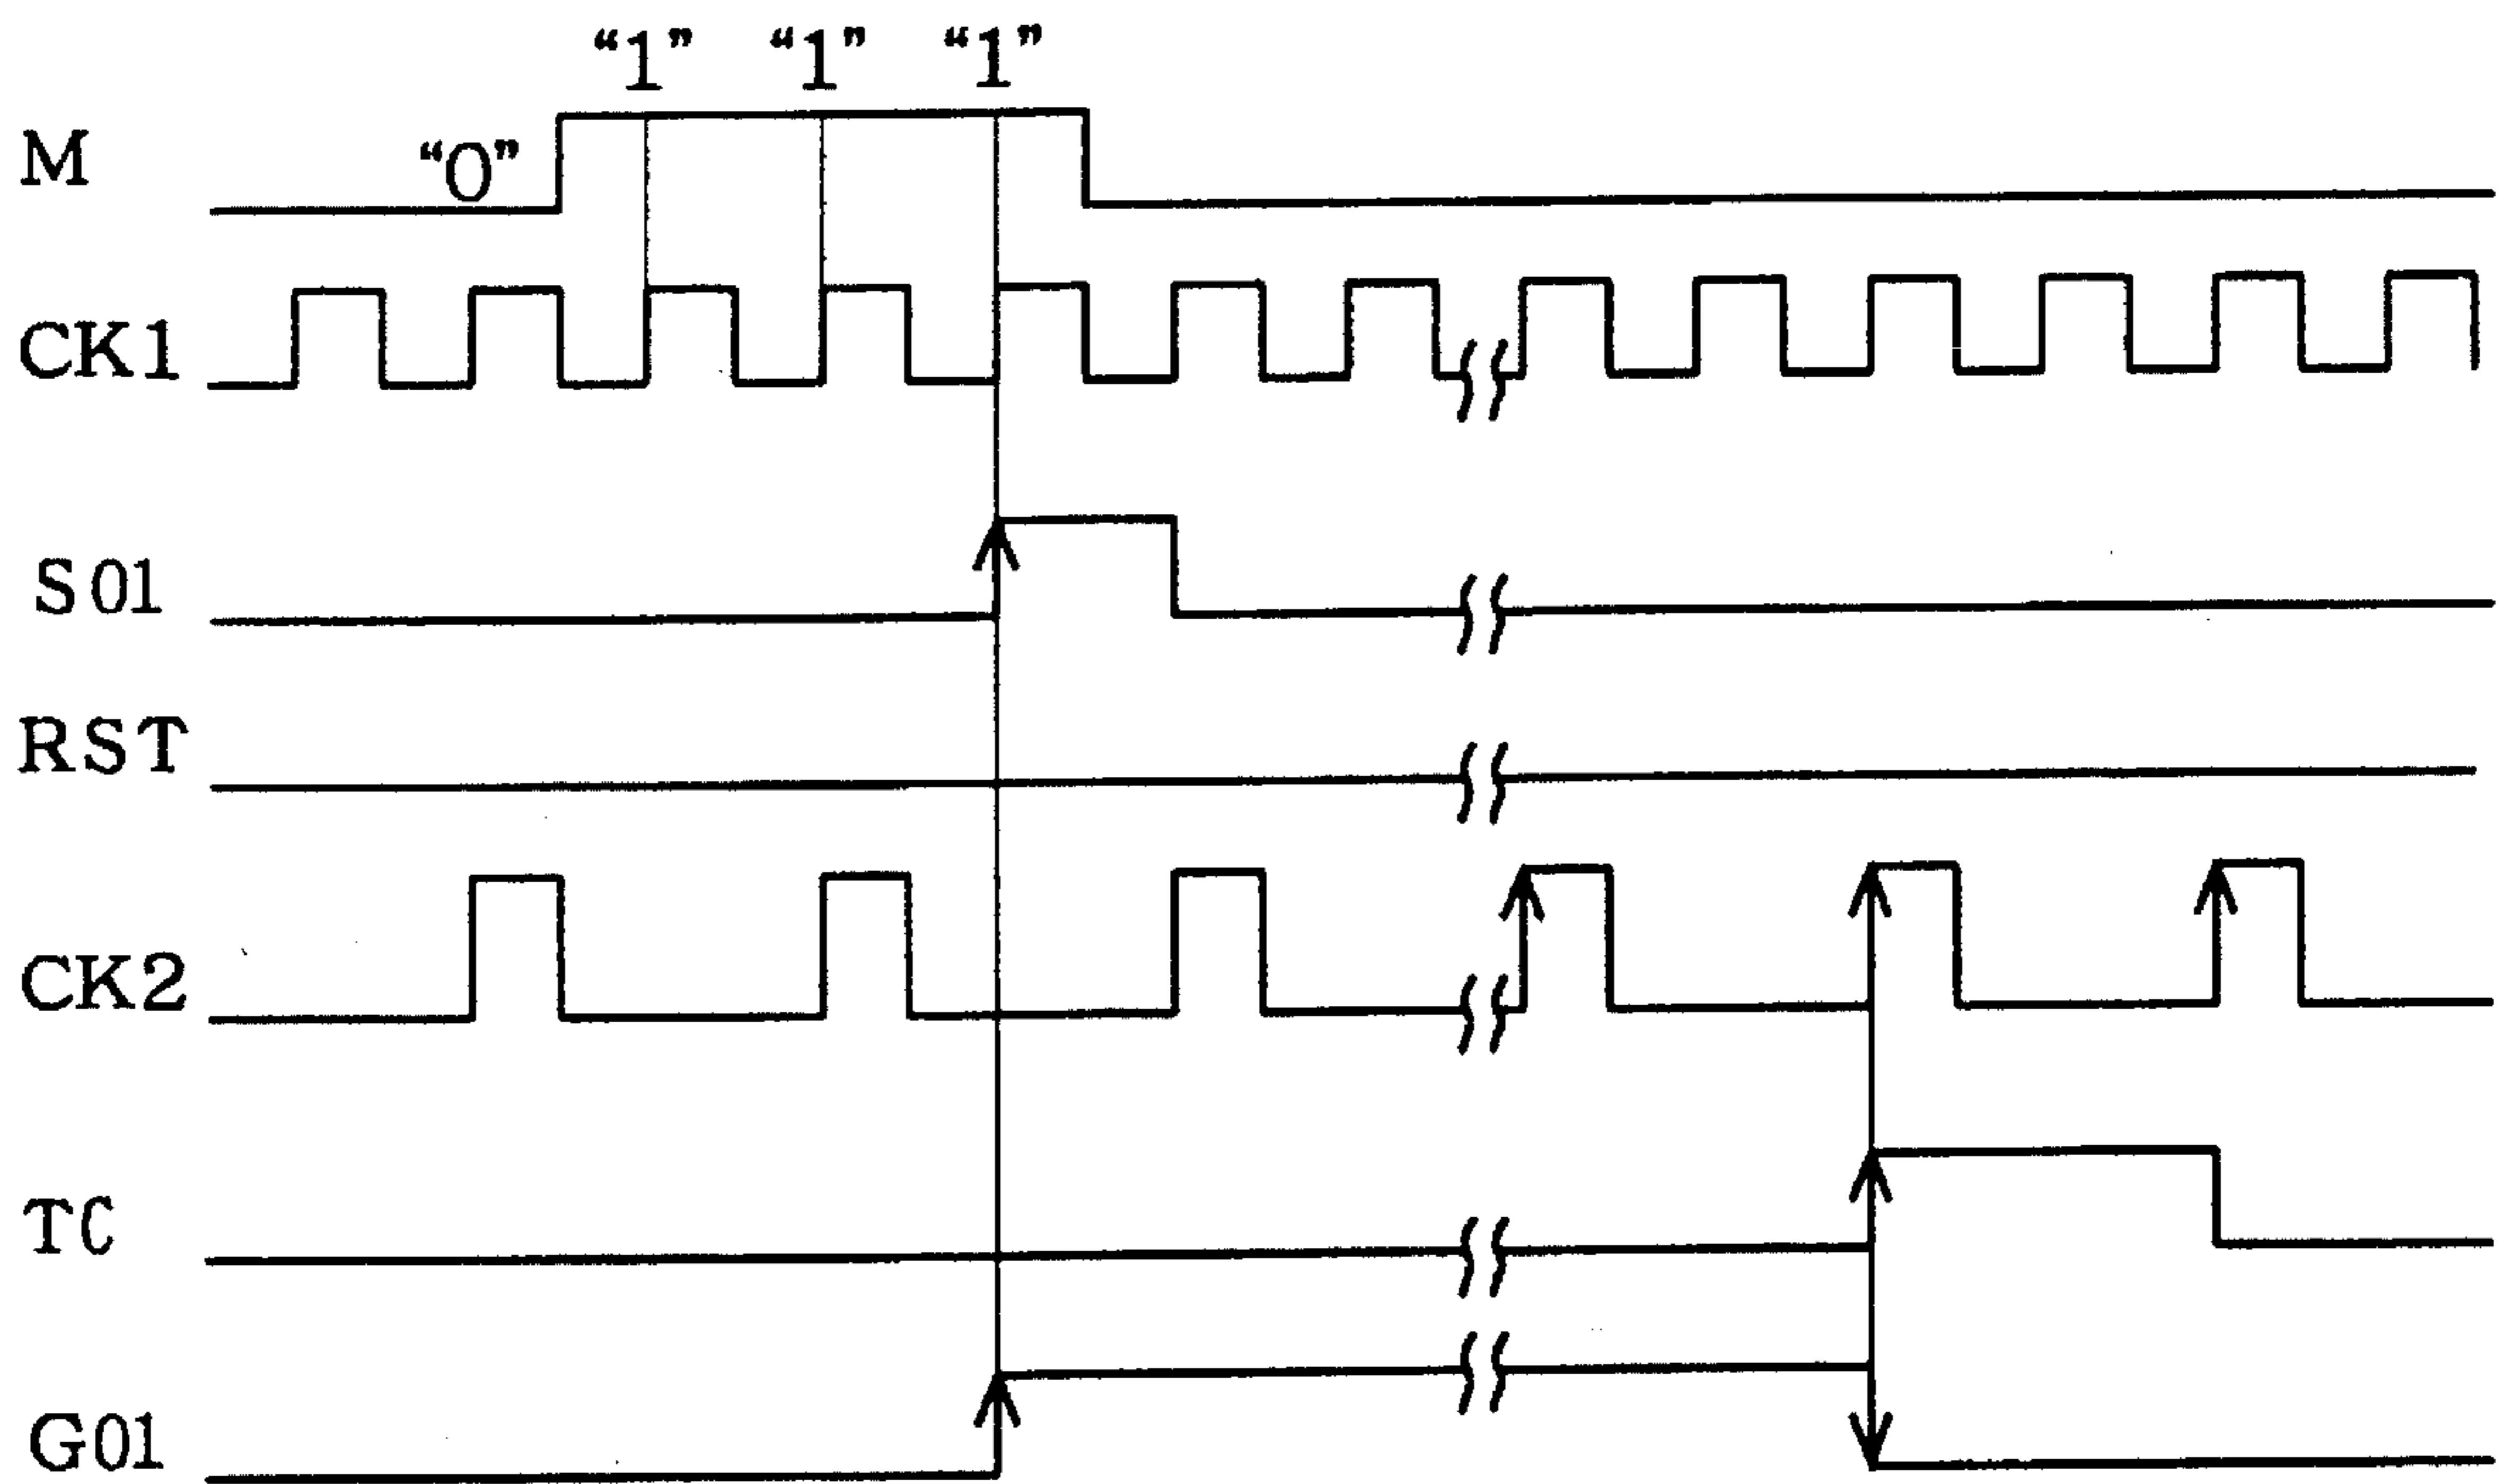 “1” “1” “1”
M “0”
CK1
S01
RST
CK2
TC
G01